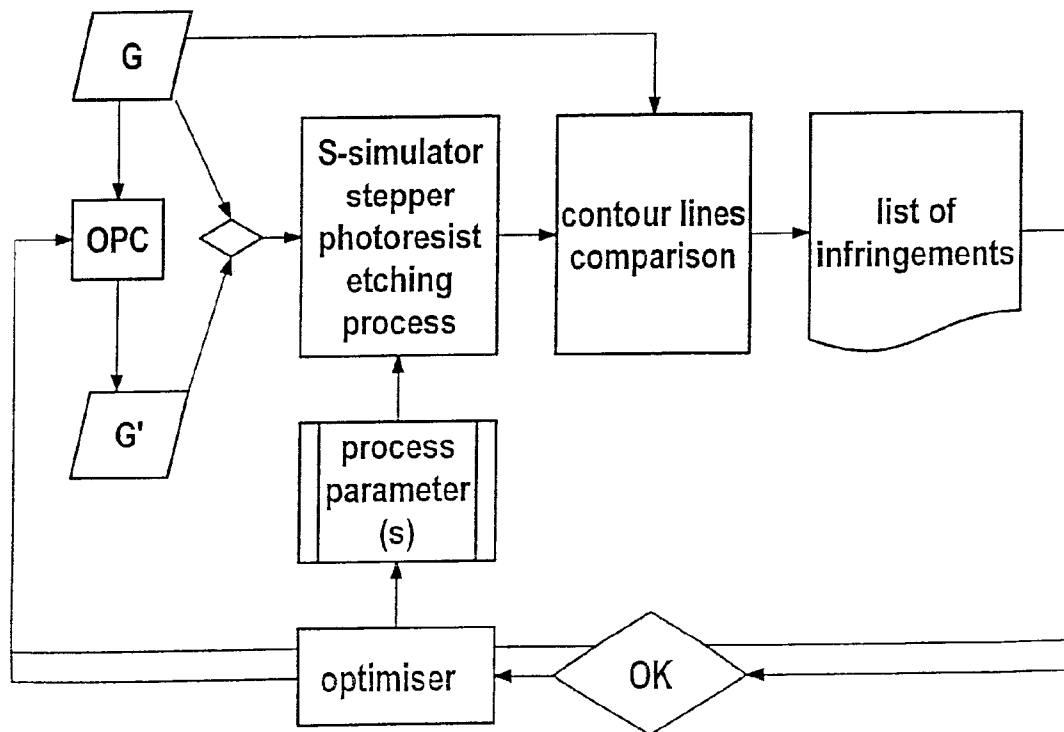 G
S-simulator
stepper
photoresist
etching
process
contour lines
comparison
list of
infringements
OPC
G'
process
parameter
(s)
optimiser
OK